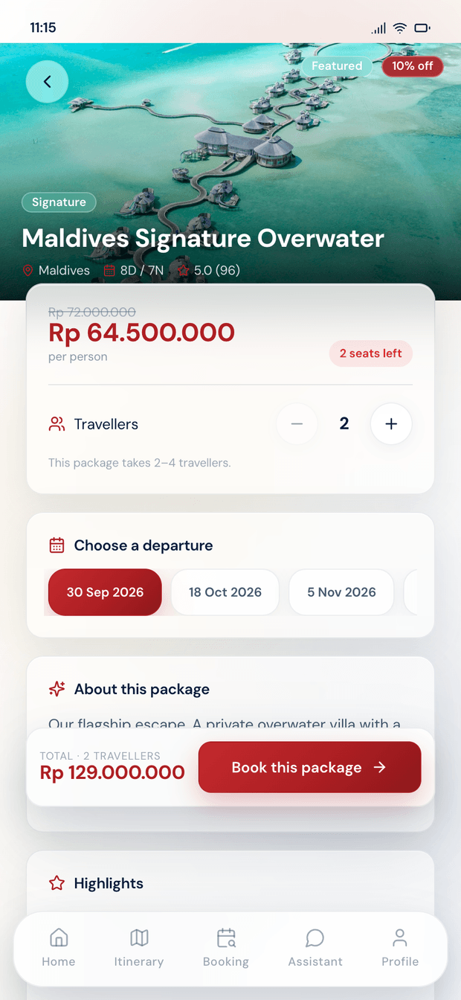 11:15
Featured
10% off
Signature
Maldives Signature Overwater
Maldives 8D / 7N 5.0 (96)
Rp 72.000.000
Rp 64.500.000
per person
2 seats left
Travellers
2
This package takes 2–4 travellers.
Choose a departure
30 Sep 2026
18 Oct 2026
5 Nov 2026
About this package
Our flagship escape. A private overwater villa with a
TOTAL · 2 TRAVELLERS
Rp 129.000.000
Book this package
Highlights
Home
Itinerary
Booking
Assistant
Profile